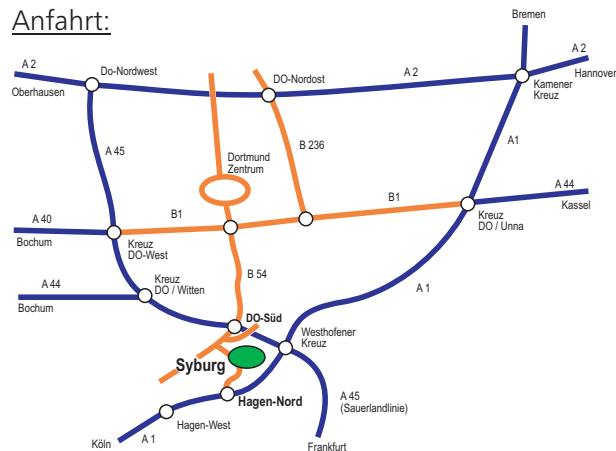 Anfahrt:
Bremen
A 2
Do-Nordwest
DO-Nordost
A 2
A 2
Oberhausen
Hannover
Kamener
Kreuz
A 45
B 236
A1
Dortmund
Zentrum
A 40
B1
B1
A 44
Bochum
Kassel
Kreuz
DO-West
Kreuz
DO / Unna
A 44
Kreuz
DO / Witten
B 54
A 1
Bochum
DO-Süd
Westhofener
Kreuz
Syburg
Hagen-Nord
A 45
(Sauerlandlinie)
Hagen-West
Köln
A 1
Frankfurt